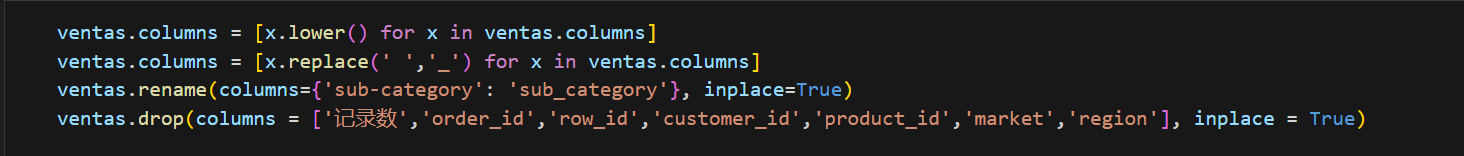 ventas.columns = [x.lower() for x in ventas.columns]
ventas.columns = [x.replace(' ','_') for x in ventas.columns]
ventas.rename(columns={'sub-category': 'sub_category'}, inplace=True)
ventas.drop(columns = ['记录数','order_id','row_id','customer_id','product_id','market','region'], inplace = True)